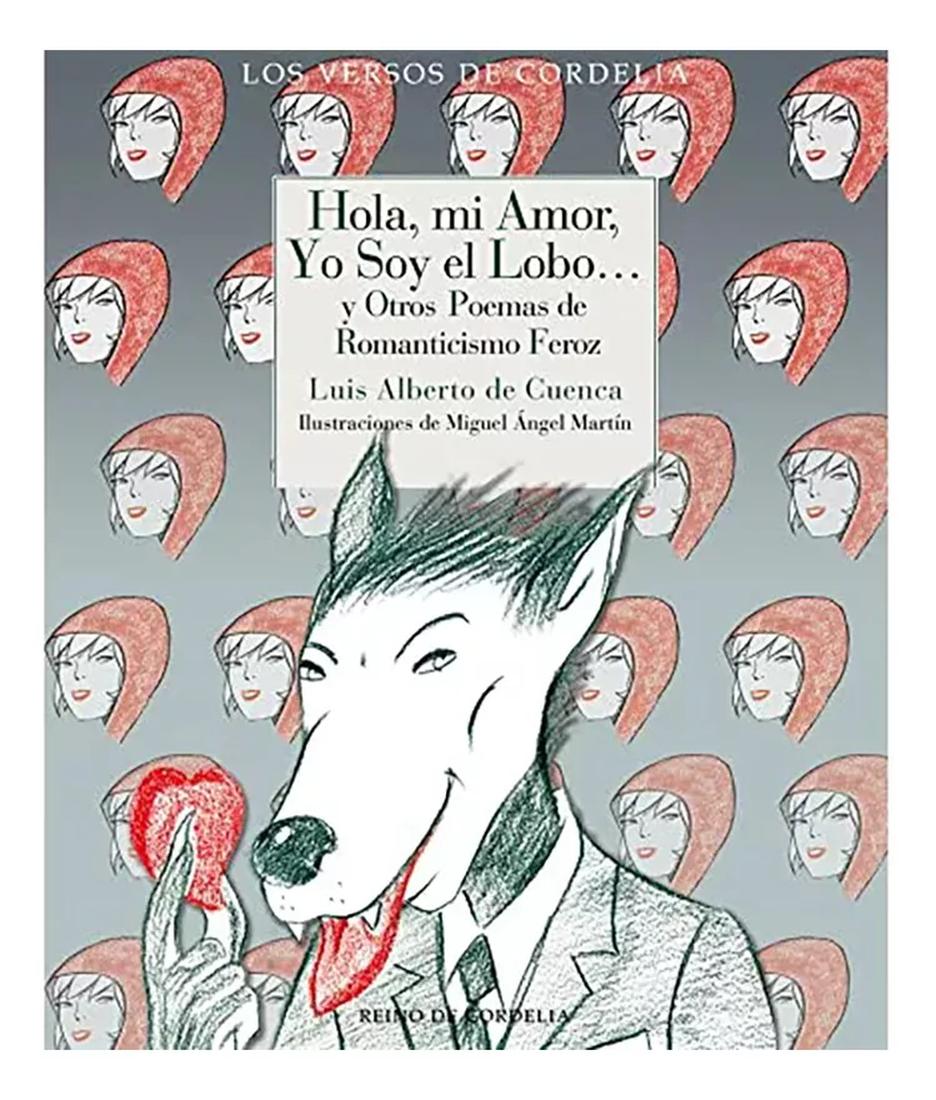 LOS VERSOS DE CORDELIA
Hola, mi Amor,
Yo Soy el Lobo...
y Otros Poemas de
Romanticismo Feroz
Luis Alberto de Cuenca
Ilustraciones de Miguel Ángel Martín
REINO DE CORDELIA